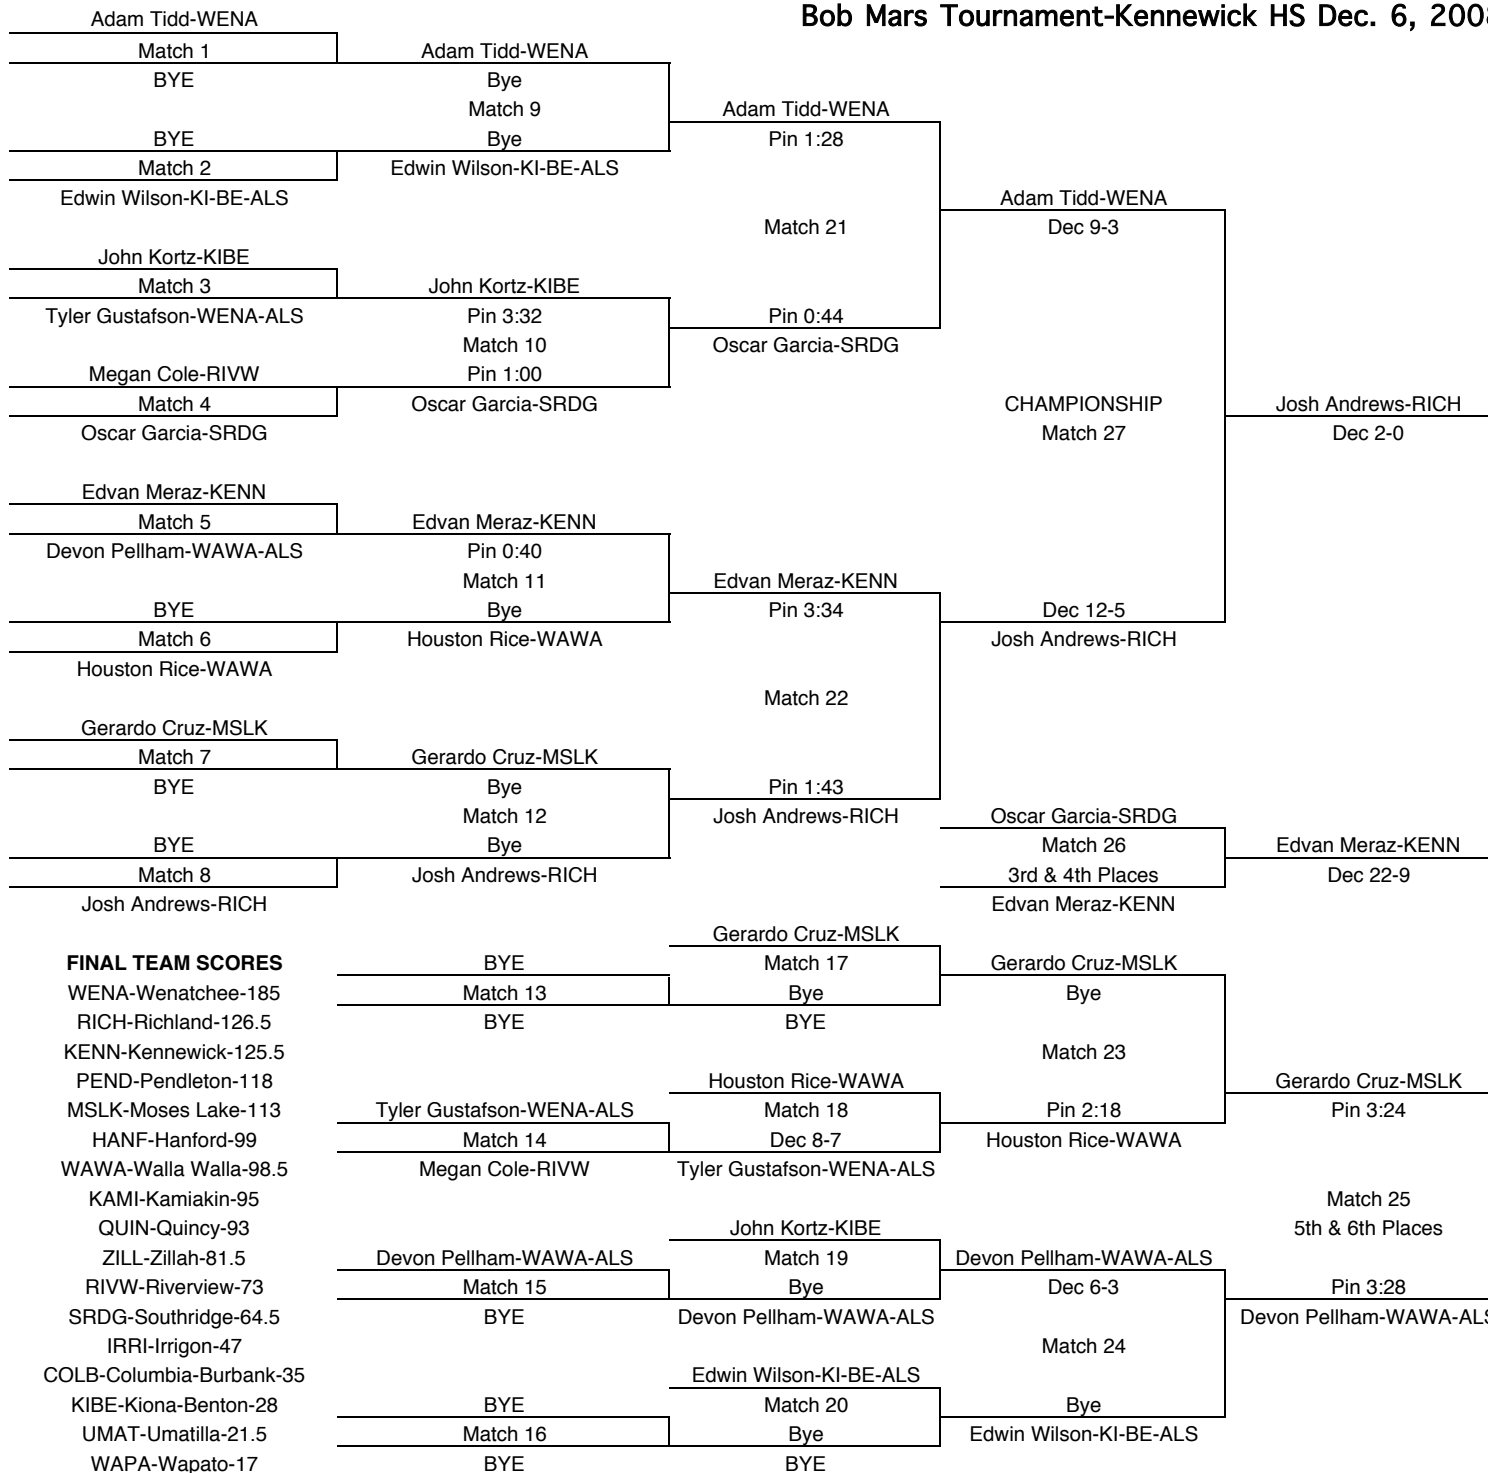 Bob Mars Tournament-Kennewick HS Dec. 6, 2008
Adam Tidd-WENA
Match 1
Adam Tidd-WENA
BYE
Bye
Match 9
Adam Tidd-WENA
BYE
Bye
Pin 1:28
Match 2
Edwin Wilson-KI-BE-ALS
Edwin Wilson-KI-BE-ALS
Adam Tidd-WENA
Match 21
Dec 9-3
John Kortz-KIBE
Match 3
John Kortz-KIBE
Tyler Gustafson-WENA-ALS
Pin 3:32
Pin 0:44
Match 10
Oscar Garcia-SRDG
Megan Cole-RIVW
Pin 1:00
Match 4
Oscar Garcia-SRDG
CHAMPIONSHIP
Josh Andrews-RICH
Oscar Garcia-SRDG
Match 27
Dec 2-0
Edvan Meraz-KENN
Match 5
Edvan Meraz-KENN
Devon Pellham-WAWA-ALS
Pin 0:40
Match 11
Edvan Meraz-KENN
BYE
Bye
Pin 3:34
Dec 12-5
Match 6
Houston Rice-WAWA
Josh Andrews-RICH
Houston Rice-WAWA
Match 22
Gerardo Cruz-MSLK
Match 7
Gerardo Cruz-MSLK
BYE
Bye
Pin 1:43
Match 12
Josh Andrews-RICH
Oscar Garcia-SRDG
BYE
Bye
Match 26
Edvan Meraz-KENN
Match 8
Josh Andrews-RICH
3rd & 4th Places
Dec 22-9
Josh Andrews-RICH
Edvan Meraz-KENN
Gerardo Cruz-MSLK
FINAL TEAM SCORES
BYE
Match 17
Gerardo Cruz-MSLK
WENA-Wenatchee-185
Match 13
Bye
Bye
RICH-Richland-126.5
BYE
BYE
KENN-Kennewick-125.5
Match 23
PEND-Pendleton-118
Houston Rice-WAWA
Gerardo Cruz-MSLK
MSLK-Moses Lake-113
Tyler Gustafson-WENA-ALS
Match 18
Pin 2:18
Pin 3:24
HANF-Hanford-99
Match 14
Dec 8-7
Houston Rice-WAWA
WAWA-Walla Walla-98.5
Megan Cole-RIVW
Tyler Gustafson-WENA-ALS
KAMI-Kamiakin-95
Match 25
QUIN-Quincy-93
John Kortz-KIBE
5th & 6th Places
ZILL-Zillah-81.5
Devon Pellham-WAWA-ALS
Match 19
Devon Pellham-WAWA-ALS
RIVW-Riverview-73
Match 15
Bye
Dec 6-3
Pin 3:28
SRDG-Southridge-64.5
BYE
Devon Pellham-WAWA-ALS
Devon Pellham-WAWA-ALS
IRRI-Irrigon-47
Match 24
COLB-Columbia-Burbank-35
Edwin Wilson-KI-BE-ALS
KIBE-Kiona-Benton-28
BYE
Match 20
Bye
UMAT-Umatilla-21.5
Match 16
Bye
Edwin Wilson-KI-BE-ALS
WAPA-Wapato-17
BYE
BYE